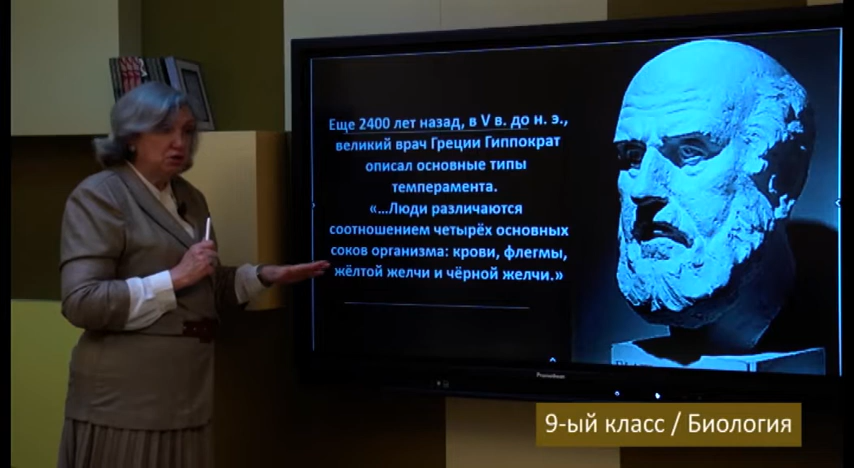 Еще 2400 лет назад, в V в. до н. э.,
великий врач Греции Гиппократ
описал основные типы
темперамента.
«...Люди различаются
соотношением четырёх основных
соков организма: крови, флегмы,
жёлтой желчи и чёрной желчи.»
Promethean
9-ый класс / Биология